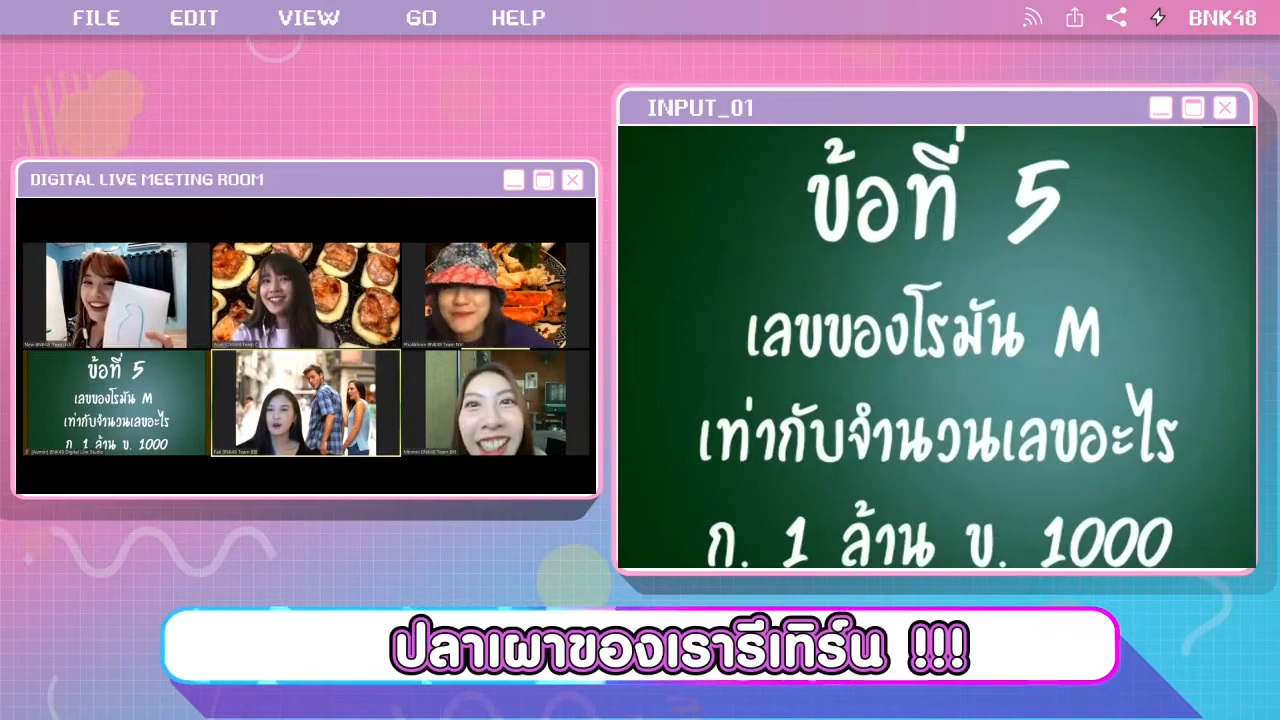 FILE EDIT VIEW GO HELP BNK48
DIGITAL LIVE MEETING ROOM
ข้อที่ 5
เลขของโรมัน M
เท่ากับจำนวนเลขอะไร
ก. 1 ล้าน ข. 1000
[Admin] BNK48 Digital Live Studio
INPUT_01
ข้อที่ 5
เลขของโรมัน M
เท่ากับจำนวนเลขอะไร
ก. 1 ล้าน ข. 1000
ปลาเผาของเรารีเทิร์น !!!